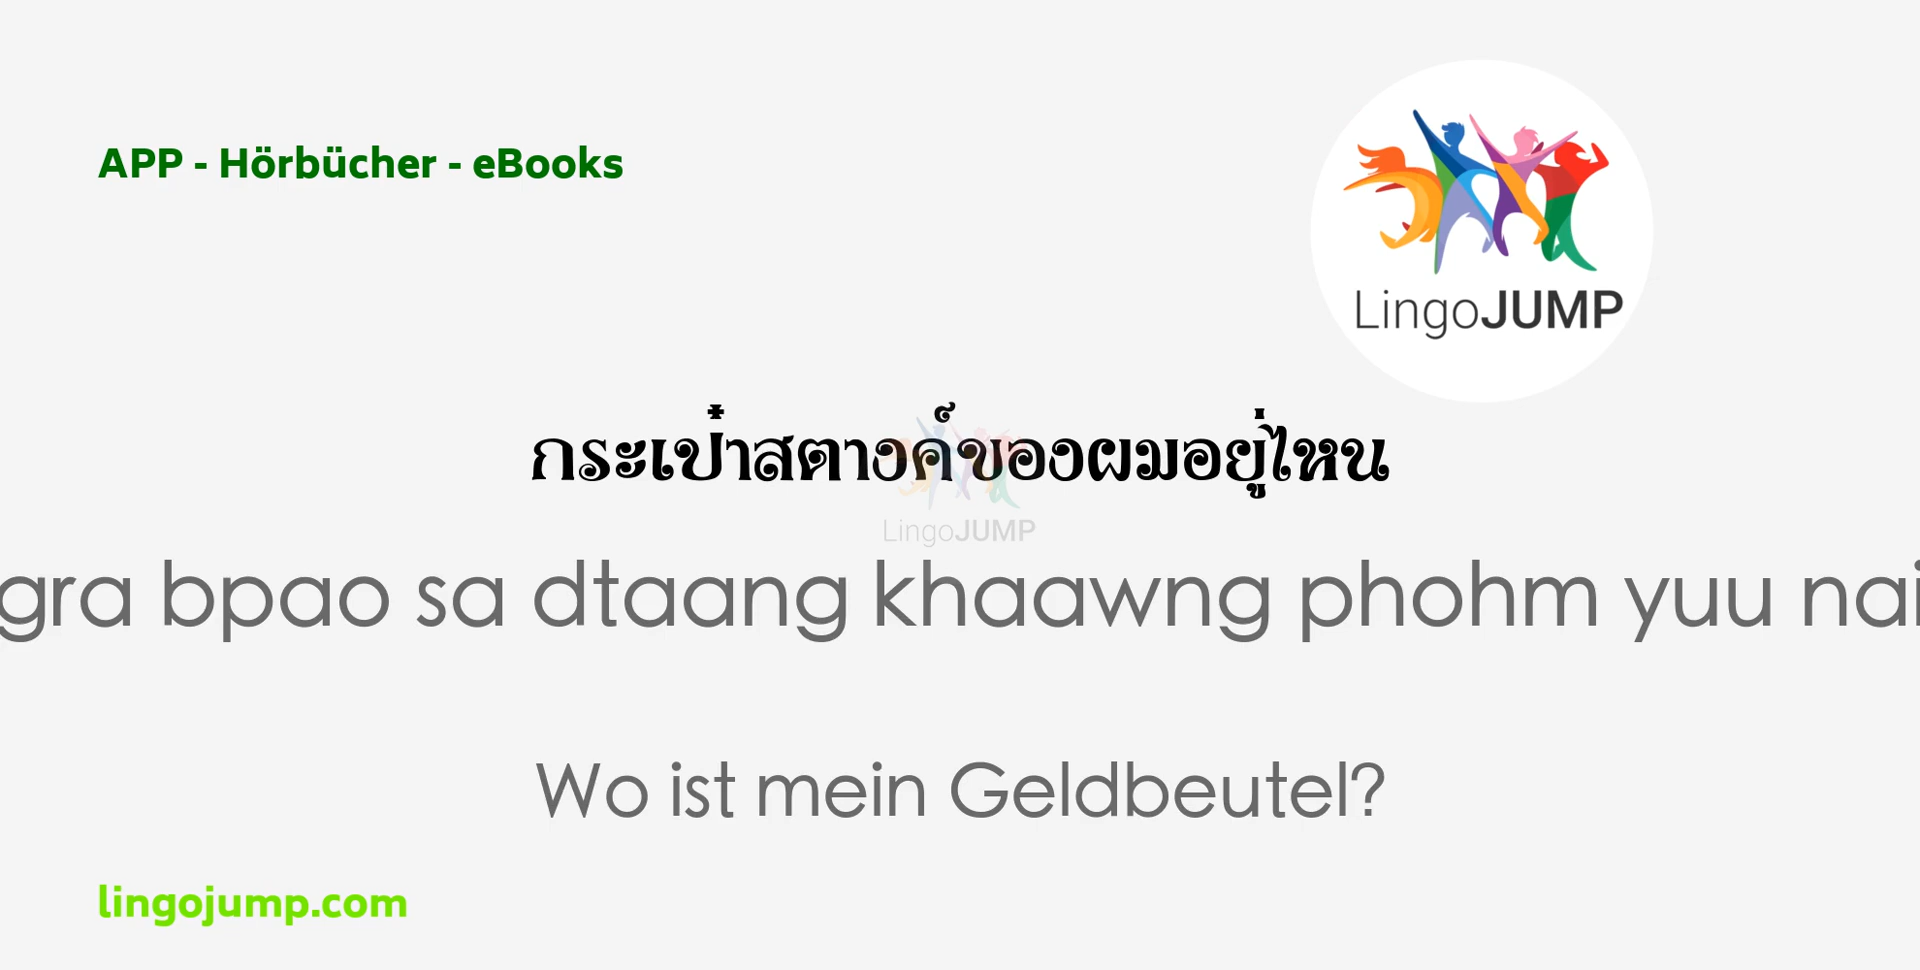 APP - Hörbücher - eBooks
LingoJUMP
กระเป๋าสตางค์ของผมอยู่ไหน
LingoJUMP
gra bpao sa dtaang khaawng phohm yuu nai
Wo ist mein Geldbeutel?
lingojump.com